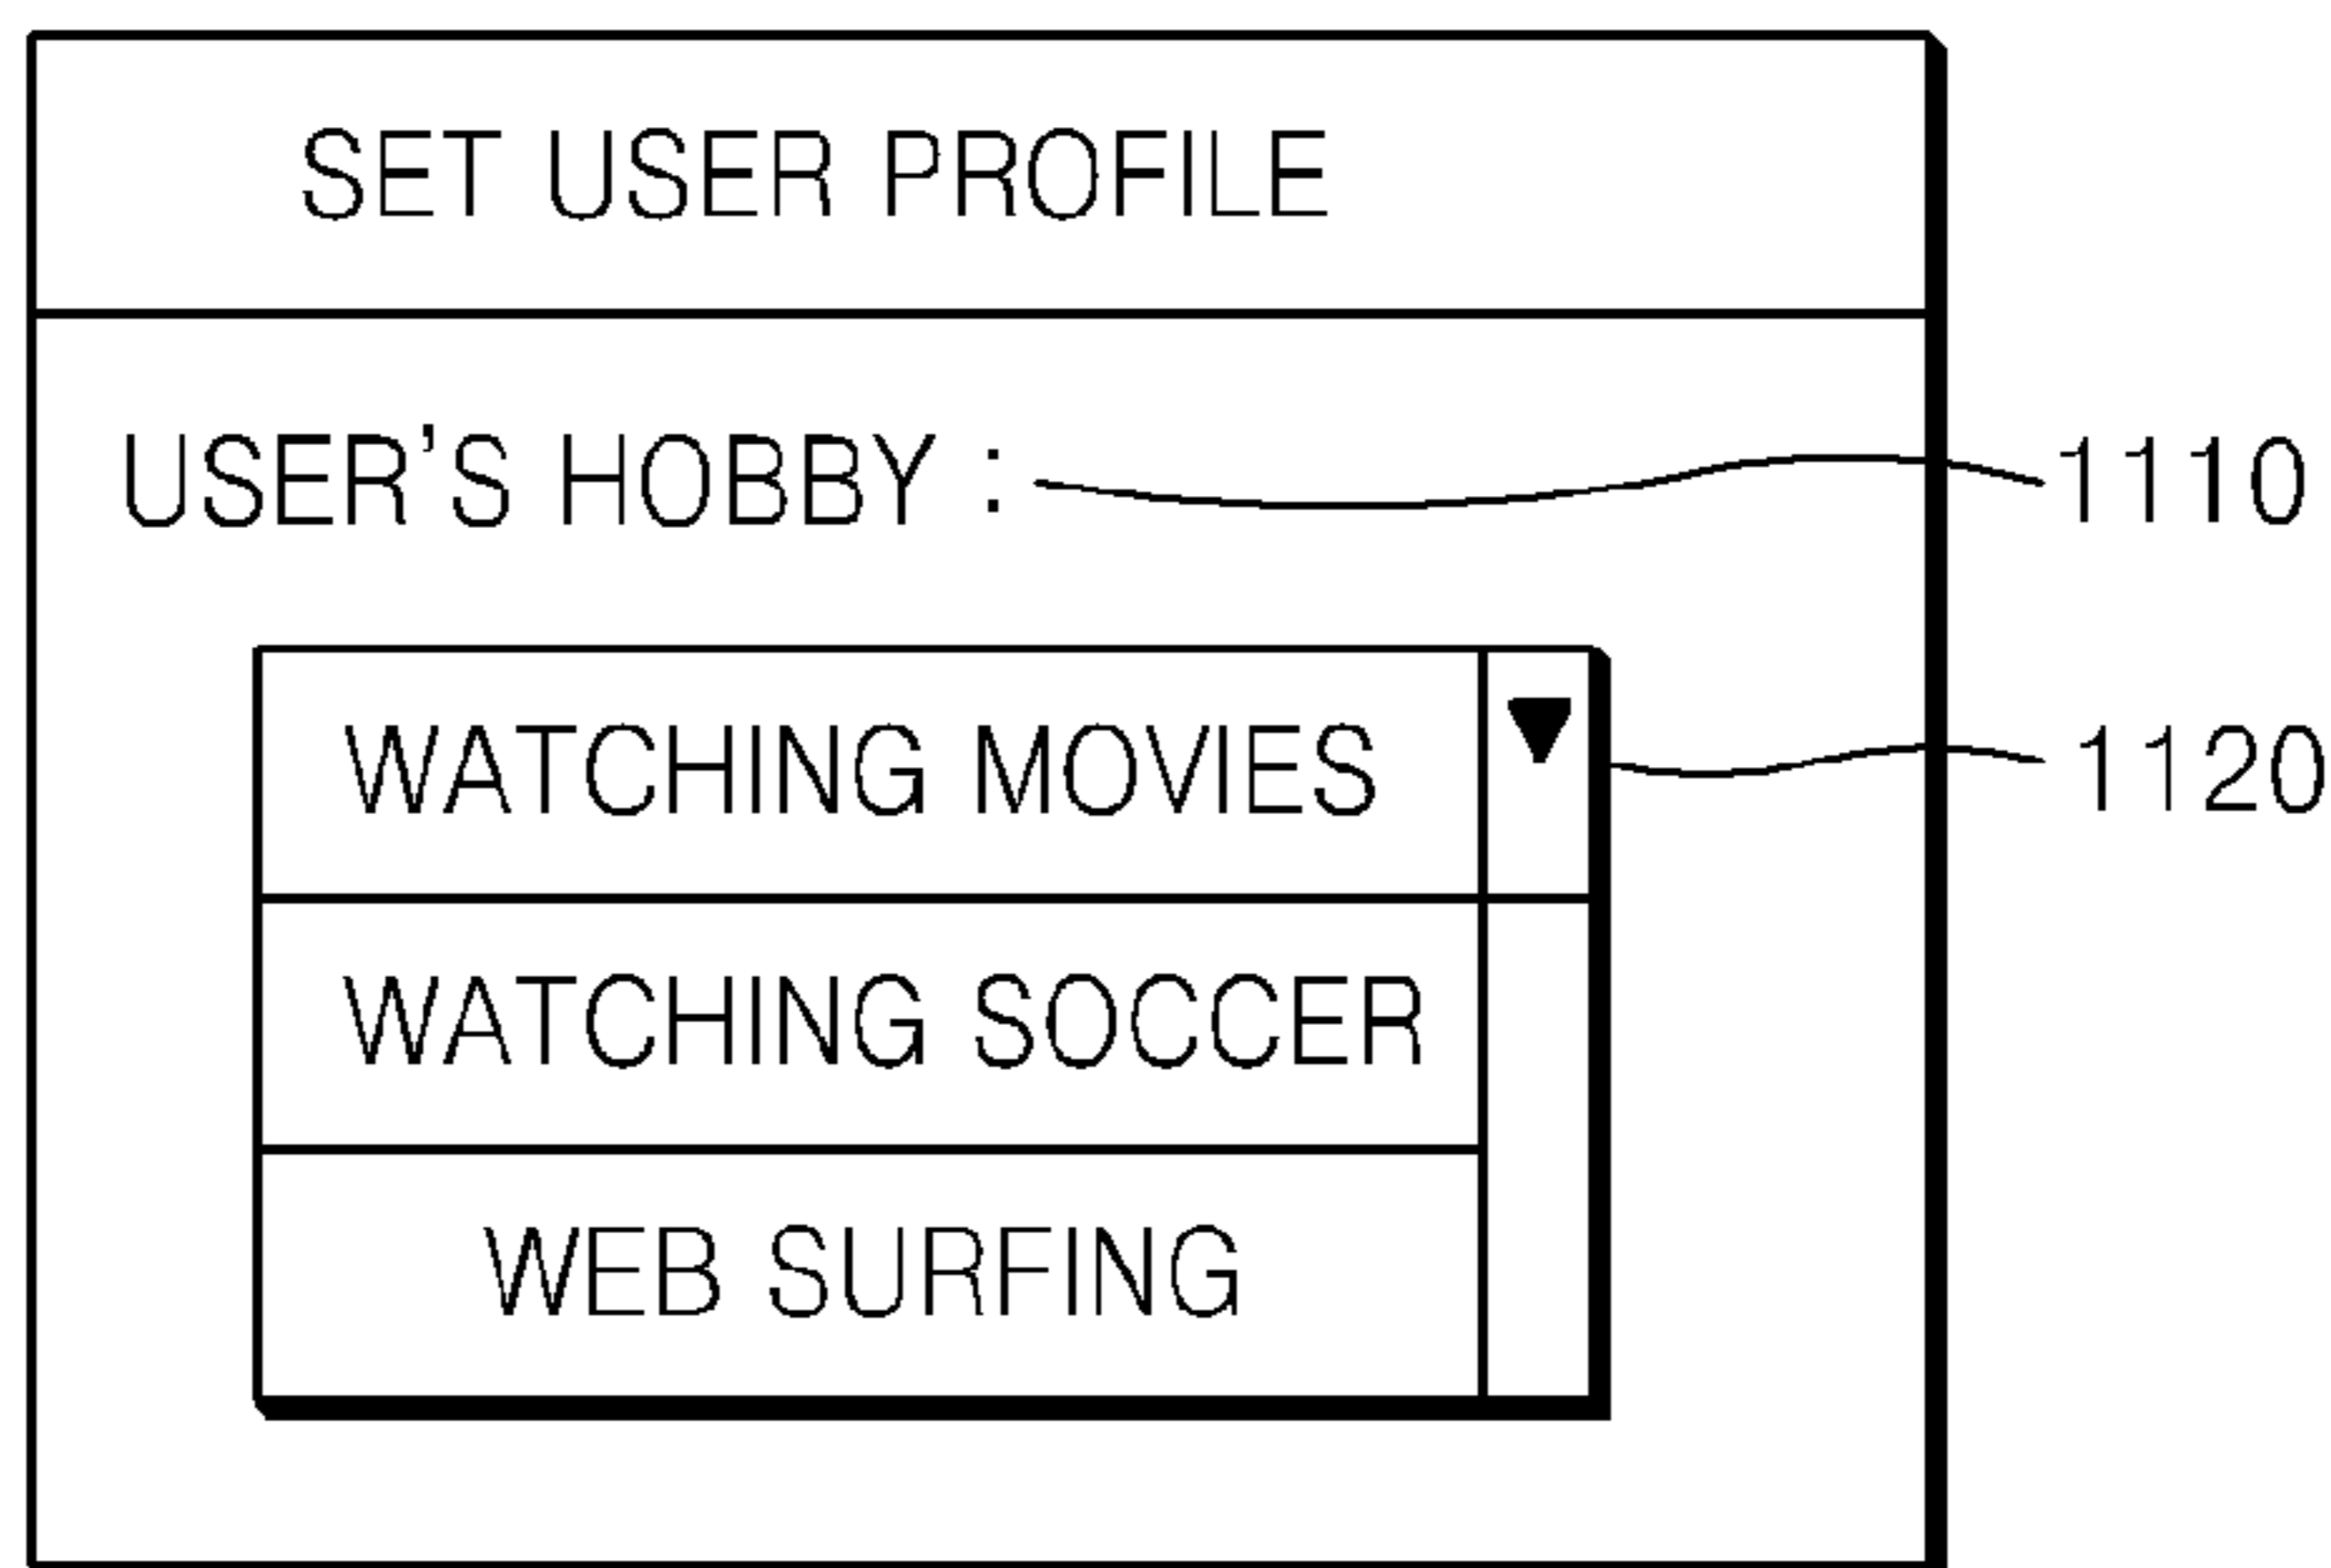 SET USER PROFILE
USER'S HOBBY : 1110
WATCHING MOVIES 1120
WATCHING SOCCER
WEB SURFING